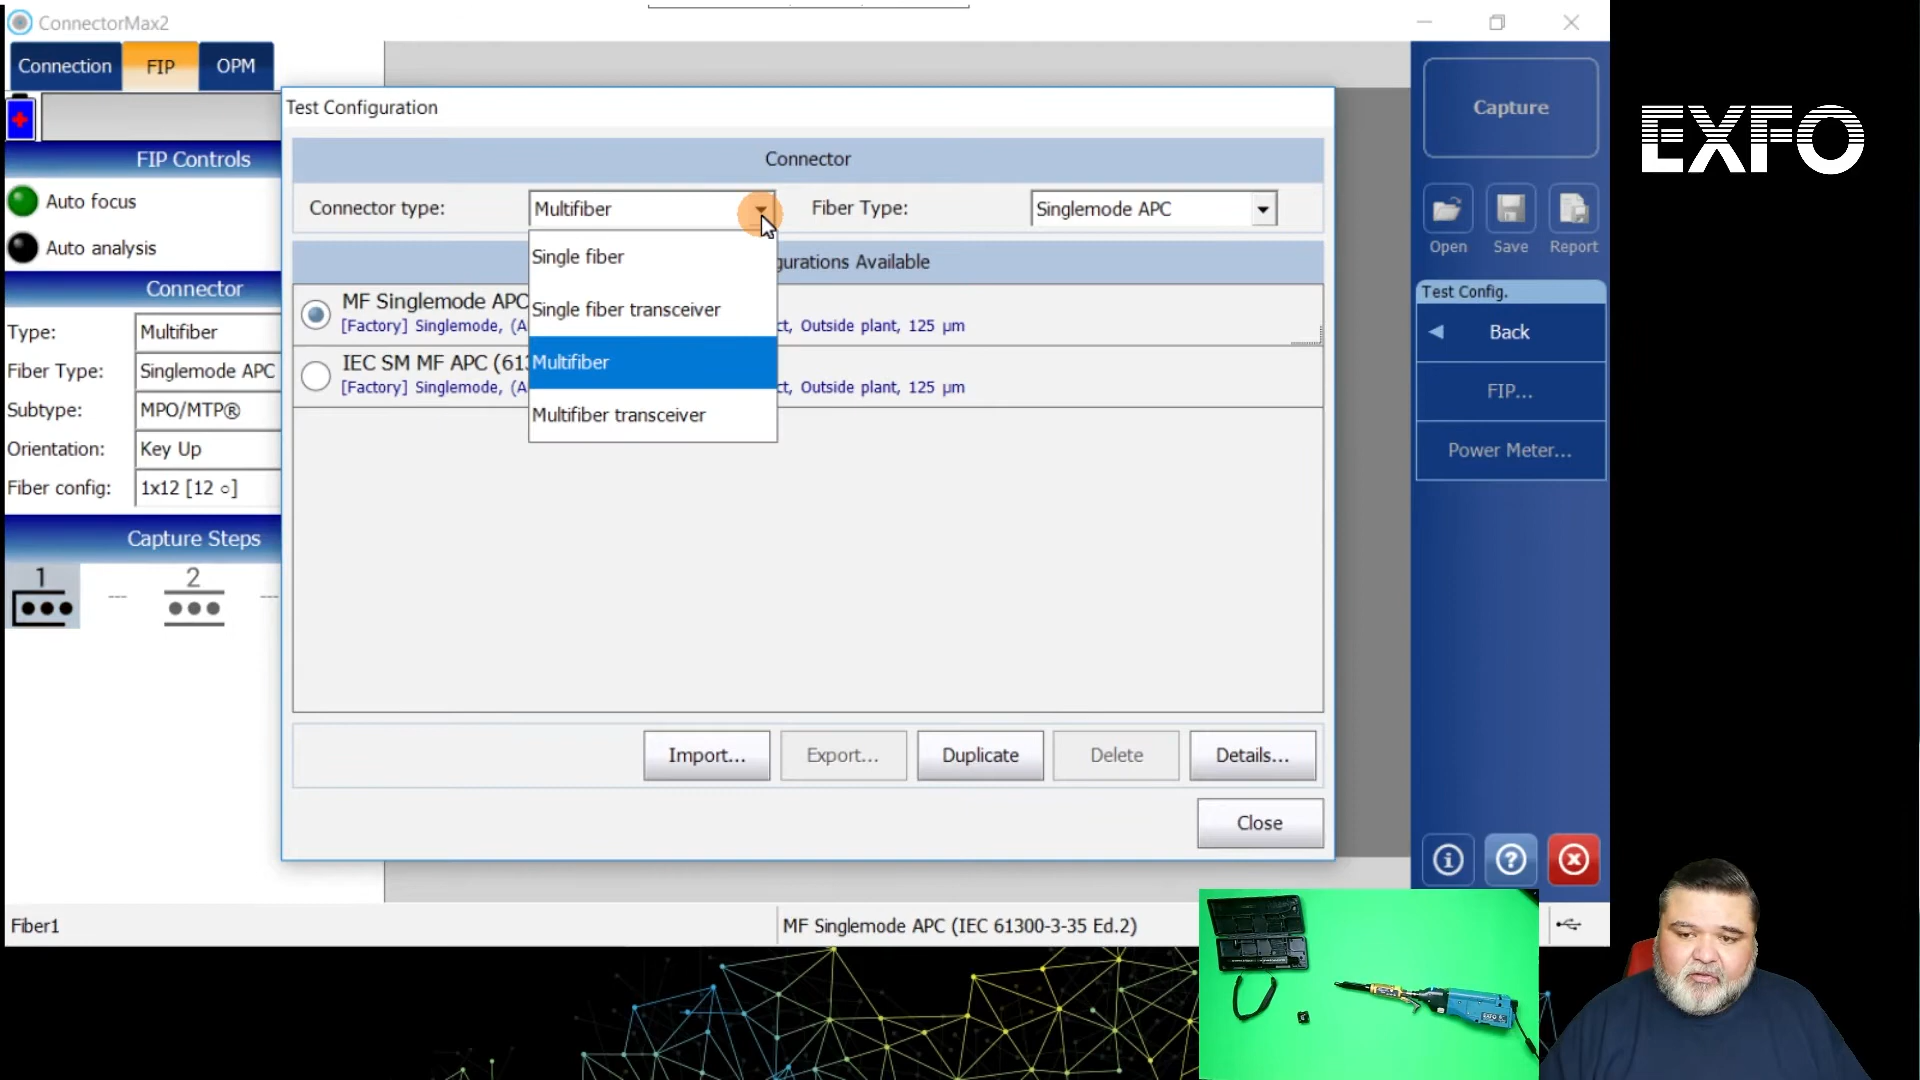 ConnectorMax2
Connection FIP OPM
Test Configuration
FIP Controls
Auto focus
Auto analysis
Connector
Type: Multifiber
Fiber Type: Singlemode APC
Subtype: MPO/MTP®
Orientation: Key Up
Fiber config: 1x12 [12 ○]
Capture Steps
1 2
Connector
Connector type: Multifiber Fiber Type: Singlemode APC
Single fiber
Single fiber transceiver
Multifiber
Multifiber transceiver
Available
MF Singlemode APC
[Factory] Singlemode, Outside plant, 125 µm
IEC SM MF APC
[Factory] Singlemode, Outside plant, 125 µm
Import... Export... Duplicate Delete Details...
Close
Capture
Open Save Report
Test Config.
Back
FIP...
Power Meter...
Fiber1
MF Singlemode APC (IEC 61300-3-35 Ed.2)
EXFO
EXFO